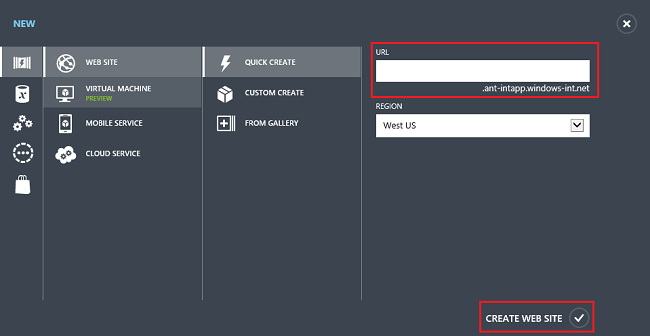 NEW
WEB SITE
VIRTUAL MACHINE
PREVIEW
MOBILE SERVICE
CLOUD SERVICE
QUICK CREATE
CUSTOM CREATE
FROM GALLERY
URL
.ant-intapp.windows-int.net
REGION
West US
CREATE WEB SITE